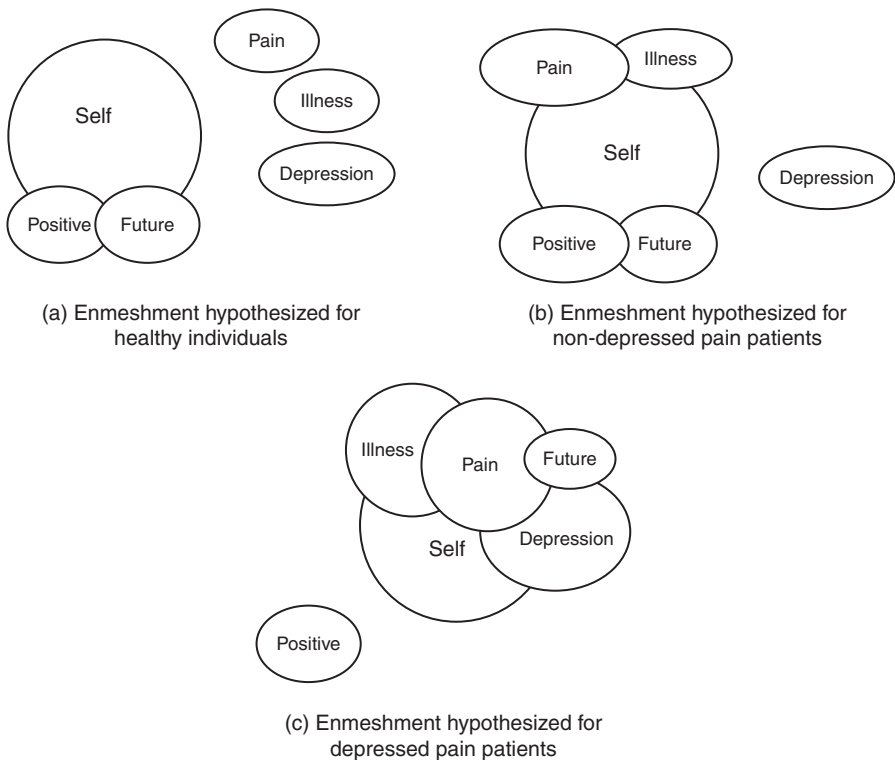 Self
Pain
Illness
Depression
Positive
Future
(a) Enmeshment hypothesized for
healthy individuals
Pain
Illness
Self
Depression
Positive
Future
(b) Enmeshment hypothesized for
non-depressed pain patients
Illness
Pain
Future
Self
Depression
Positive
(c) Enmeshment hypothesized for
depressed pain patients